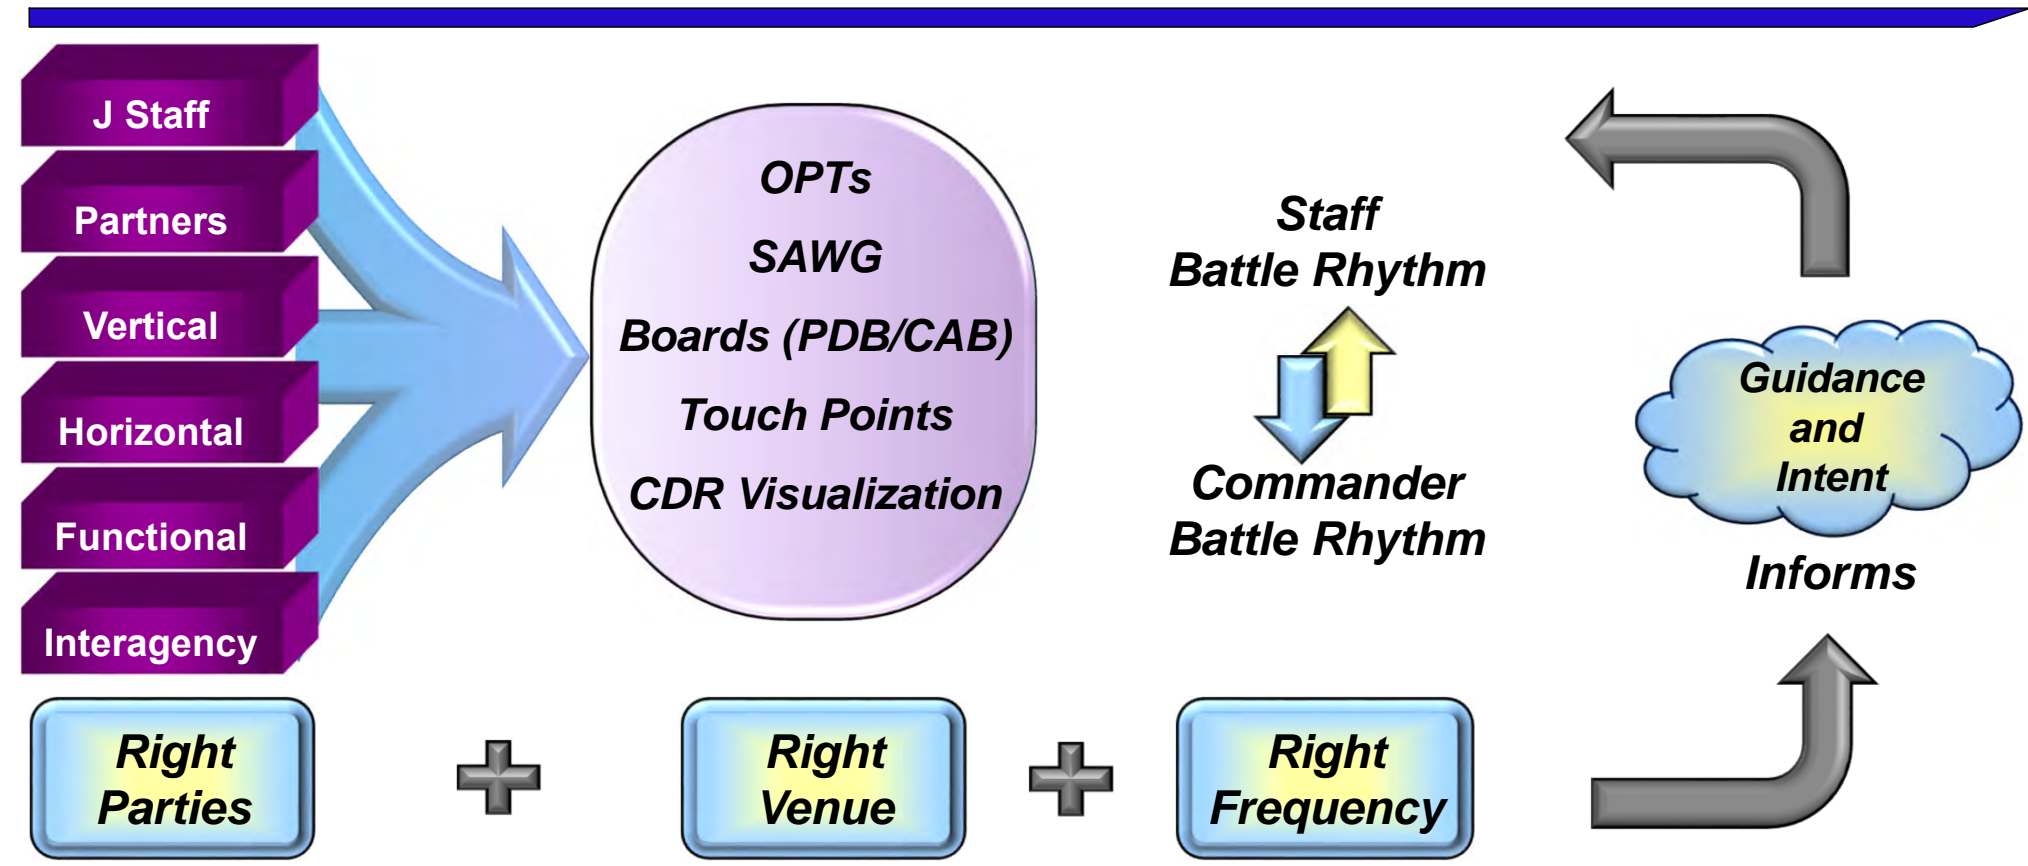 J Staff
Partners
Vertical
Horizontal
Functional
Interagency
OPTs
SAWG
Boards (PDB/CAB)
Touch Points
CDR Visualization
Staff
Battle Rhythm
Commander
Battle Rhythm
Guidance
and
Intent
Informs
Right
Parties
Right
Venue
Right
Frequency